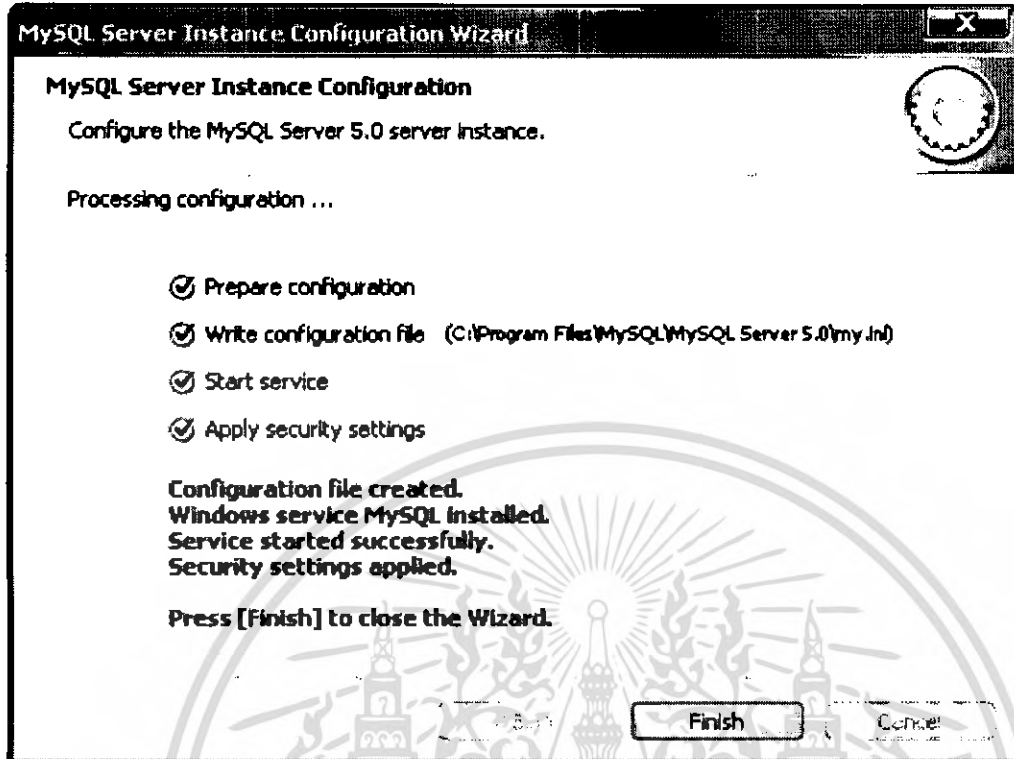 MySQL Server Instance Configuration Wizard
X
MySQL Server Instance Configuration
Configure the MySQL Server 5.0 server instance.
Processing configuration ...
Prepare configuration
Write configuration file (C:\Program Files\MySQL\MySQL Server 5.0\my.ini)
Start service
Apply security settings
Configuration file created.
Windows service MySQL installed.
Service started successfully.
Security settings applied.
Press [Finish] to close the Wizard.
Finish Cancel